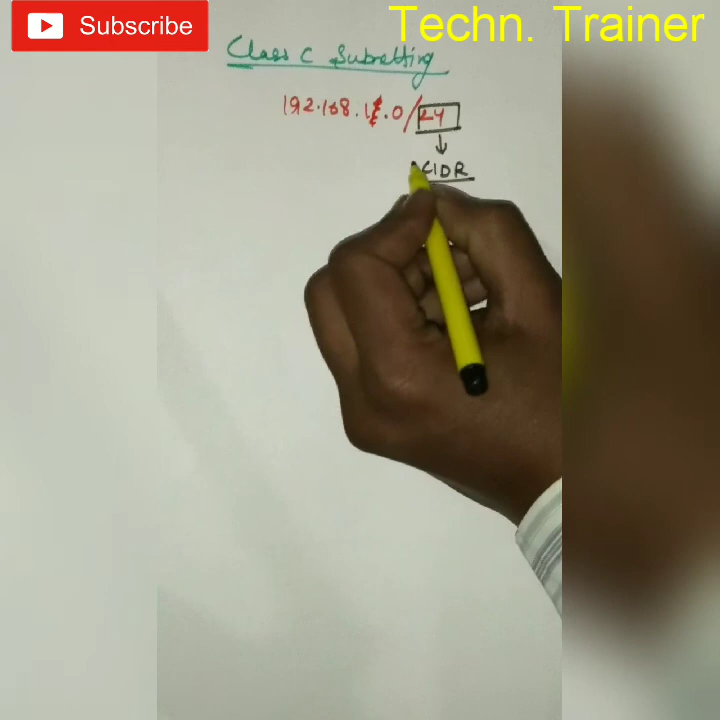 Subscribe
Techn. Trainer
Class C Subnetting
192.168.1.0/24
CIDR